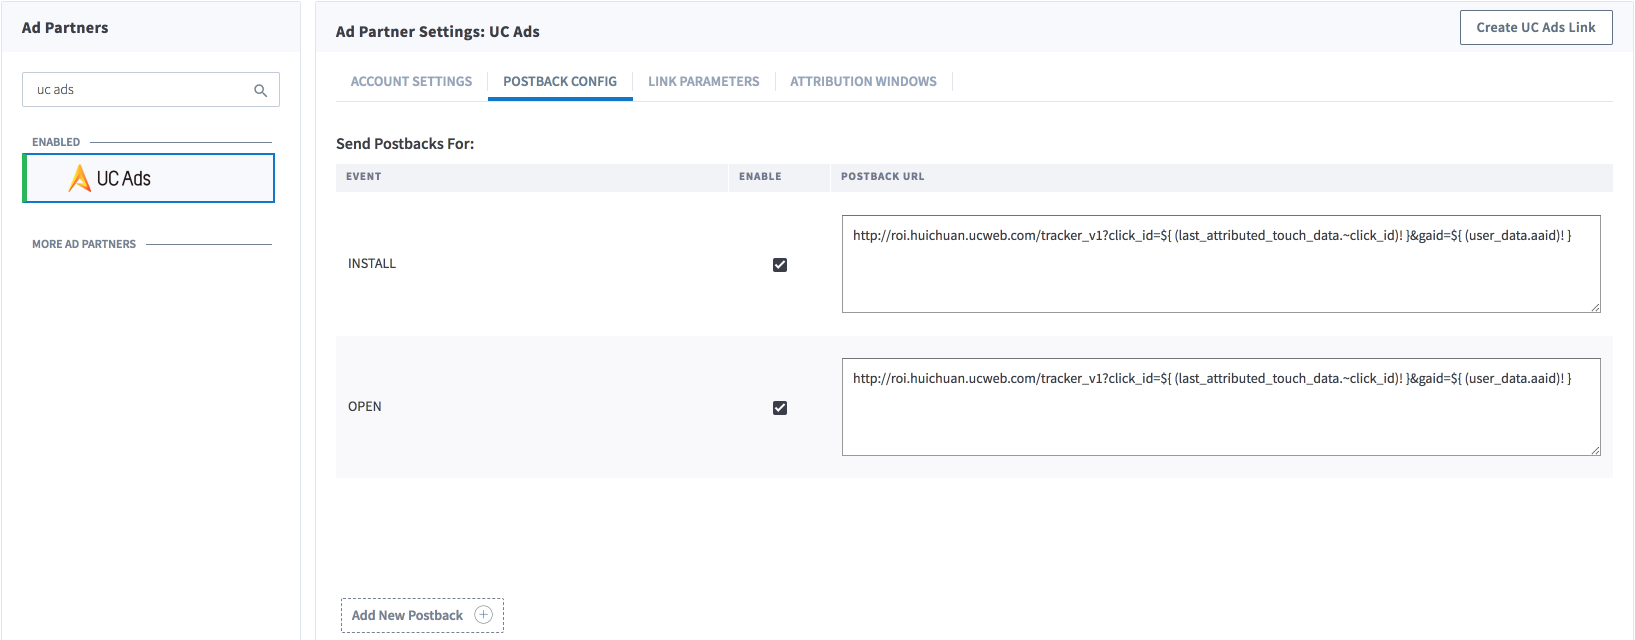 Ad Partners
uc ads
ENABLED
UC Ads
MORE AD PARTNERS
Ad Partner Settings: UC Ads
Create UC Ads Link
ACCOUNT SETTINGS POSTBACK CONFIG LINK PARAMETERS ATTRIBUTION WINDOWS
Send Postbacks For:
EVENT ENABLE POSTBACK URL
INSTALL http://roi.huichuan.ucweb.com/tracker_v1?click_id=${ (last_attributed_touch_data.~click_id)! }&gaid=${ (user_data.aaid)! }
OPEN http://roi.huichuan.ucweb.com/tracker_v1?click_id=${ (last_attributed_touch_data.~click_id)! }&gaid=${ (user_data.aaid)! }
Add New Postback